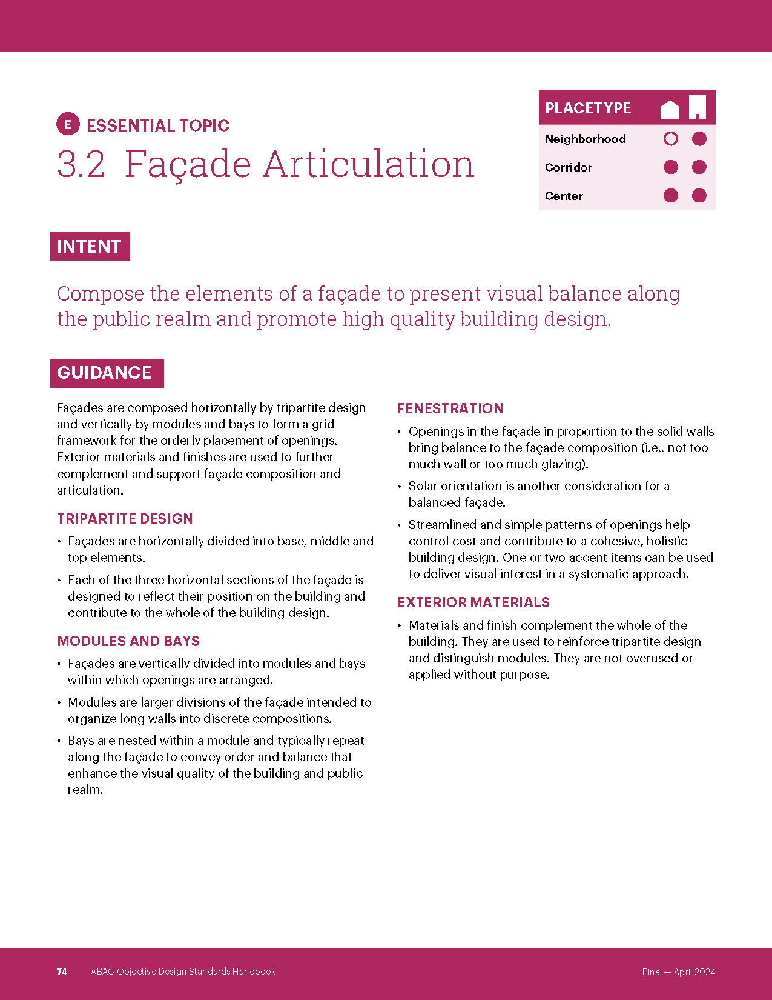 E ESSENTIAL TOPIC
3.2 Façade Articulation
PLACETYPE
Neighborhood
Corridor
Center
INTENT
Compose the elements of a façade to present visual balance along
the public realm and promote high quality building design.
GUIDANCE
Façades are composed horizontally by tripartite design
and vertically by modules and bays to form a grid
framework for the orderly placement of openings.
Exterior materials and finishes are used to further
complement and support façade composition and
articulation.
TRIPARTITE DESIGN
• Façades are horizontally divided into base, middle and
top elements.
• Each of the three horizontal sections of the façade is
designed to reflect their position on the building and
contribute to the whole of the building design.
MODULES AND BAYS
• Façades are vertically divided into modules and bays
within which openings are arranged.
• Modules are larger divisions of the façade intended to
organize long walls into discrete compositions.
• Bays are nested within a module and typically repeat
along the façade to convey order and balance that
enhance the visual quality of the building and public
realm.
FENESTRATION
• Openings in the façade in proportion to the solid walls
bring balance to the façade composition (i.e., not too
much wall or too much glazing).
• Solar orientation is another consideration for a
balanced façade.
• Streamlined and simple patterns of openings help
control cost and contribute to a cohesive, holistic
building design. One or two accent items can be used
to deliver visual interest in a systematic approach.
EXTERIOR MATERIALS
• Materials and finish complement the whole of the
building. They are used to reinforce tripartite design
and distinguish modules. They are not overused or
applied without purpose.
74 ABAG Objective Design Standards Handbook
Final — April 2024